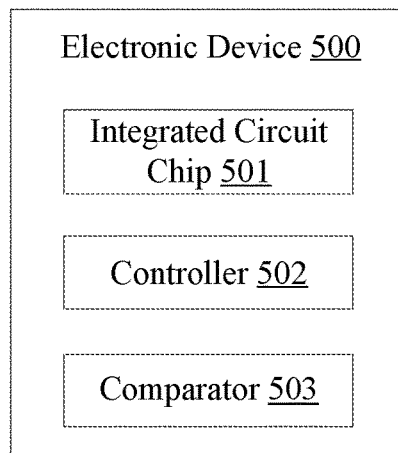 Electronic Device 500
Integrated Circuit
Chip 501
Controller 502
Comparator 503